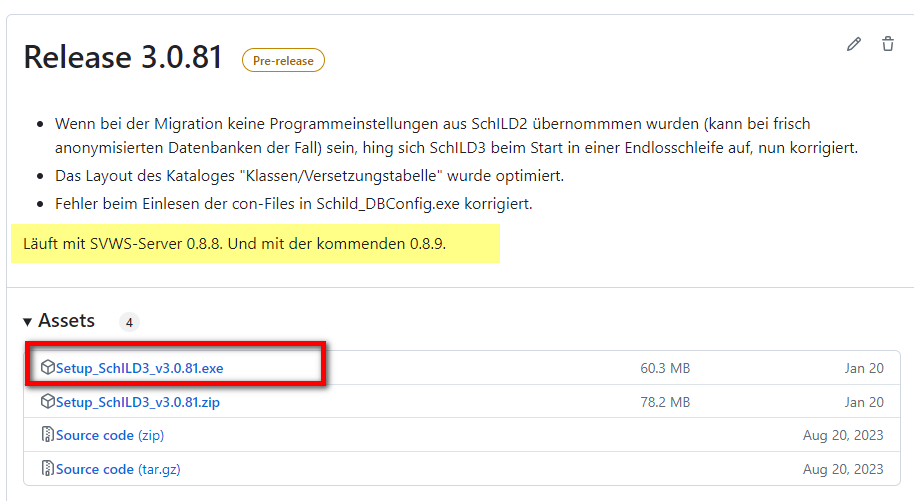 Release 3.0.81 Pre-release
Wenn bei der Migration keine Programmeinstellungen aus SchILD2 übernommmen wurden (kann bei frisch
anonymisierten Datenbanken der Fall) sein, hing sich SchILD3 beim Start in einer Endlosschleife auf, nun korrigiert.
Das Layout des Kataloges "Klassen/Versetzungstabelle" wurde optimiert.
Fehler beim Einlesen der con-Files in Schild_DBConfig.exe korrigiert.
Läuft mit SVWS-Server 0.8.8. Und mit der kommenden 0.8.9.
Assets 4
Setup_SchILD3_v3.0.81.exe 60.3 MB Jan 20
Setup_SchILD3_v3.0.81.zip 78.2 MB Jan 20
Source code (zip) Aug 20, 2023
Source code (tar.gz) Aug 20, 2023